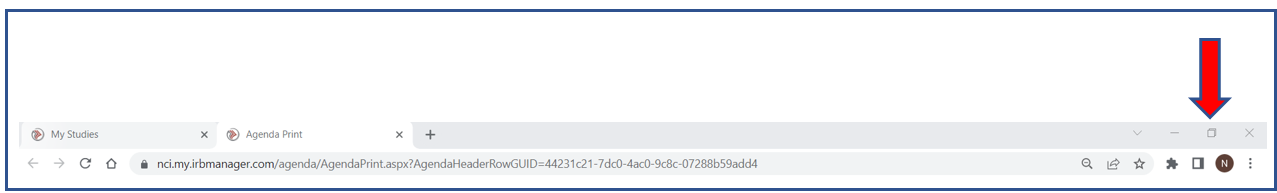 My Studies
Agenda Print
nci.my.irbmanager.com/agenda/AgendaPrint.aspx?AgendaHeaderRowGUID=44231c21-7dc0-4ac0-9c8c-07288b59add4
N